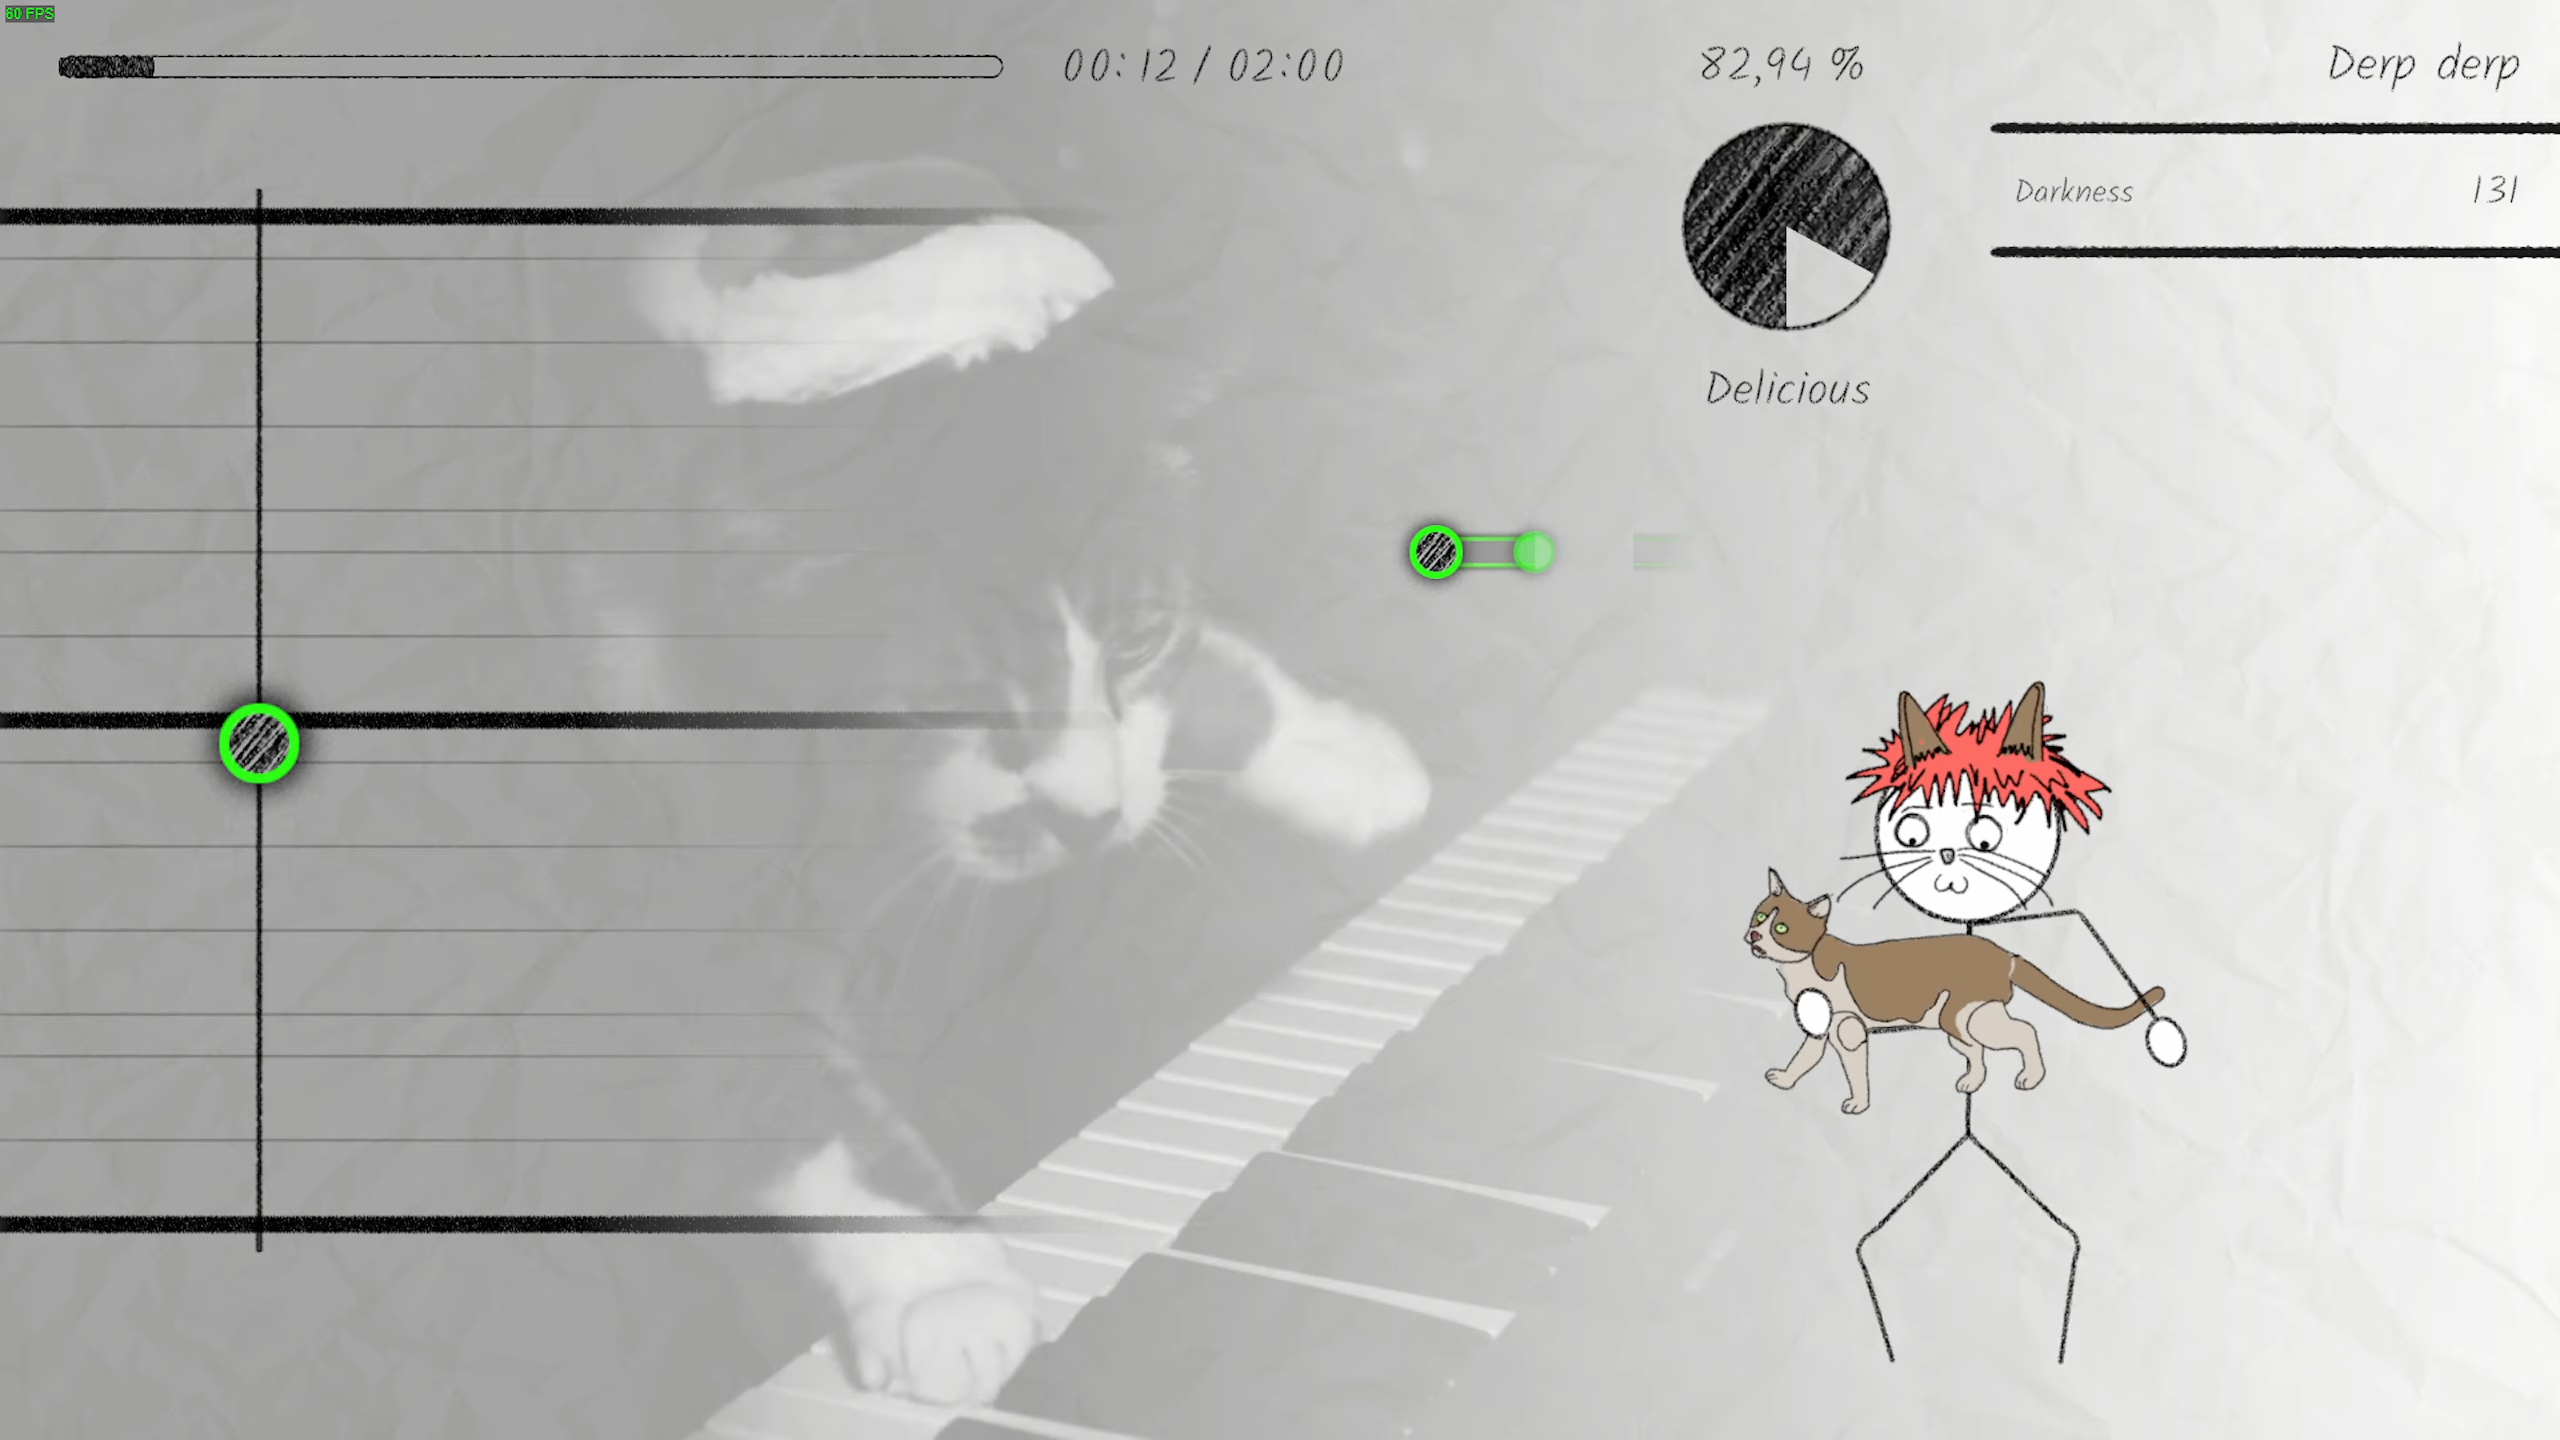 60 FPS
00:12 / 02:00
82,94 %
Derp derp
Darkness 131
Delicious